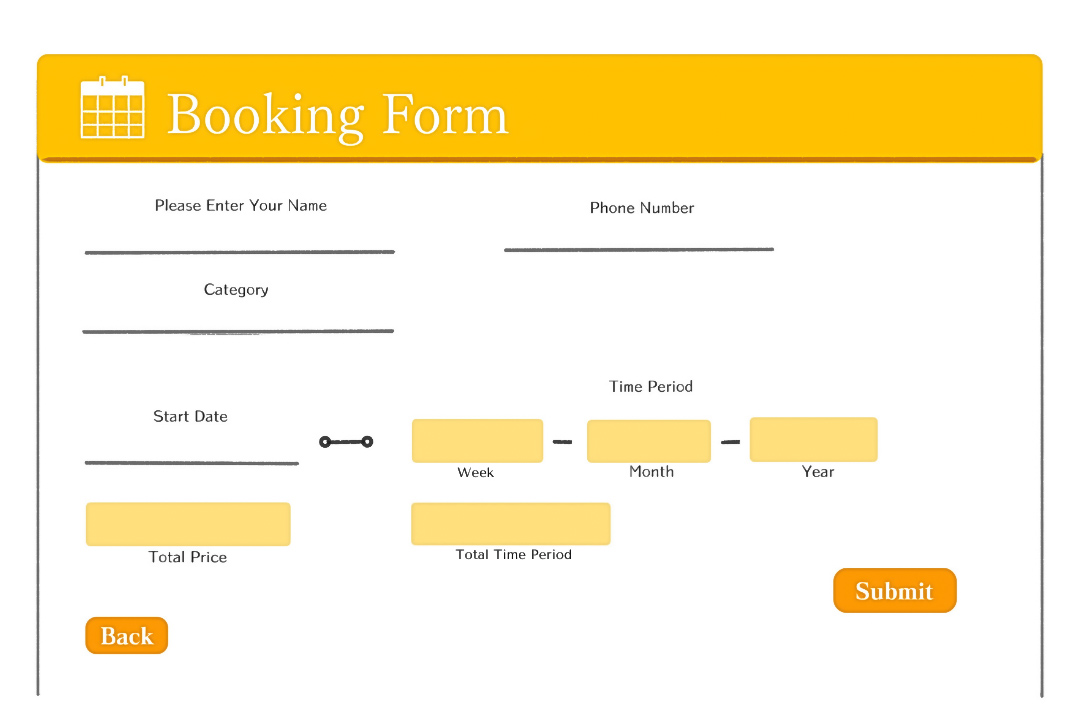 Booking Form
Please Enter Your Name
Phone Number
Category
Time Period
Start Date
Week
Month
Year
Total Price
Total Time Period
Submit
Back